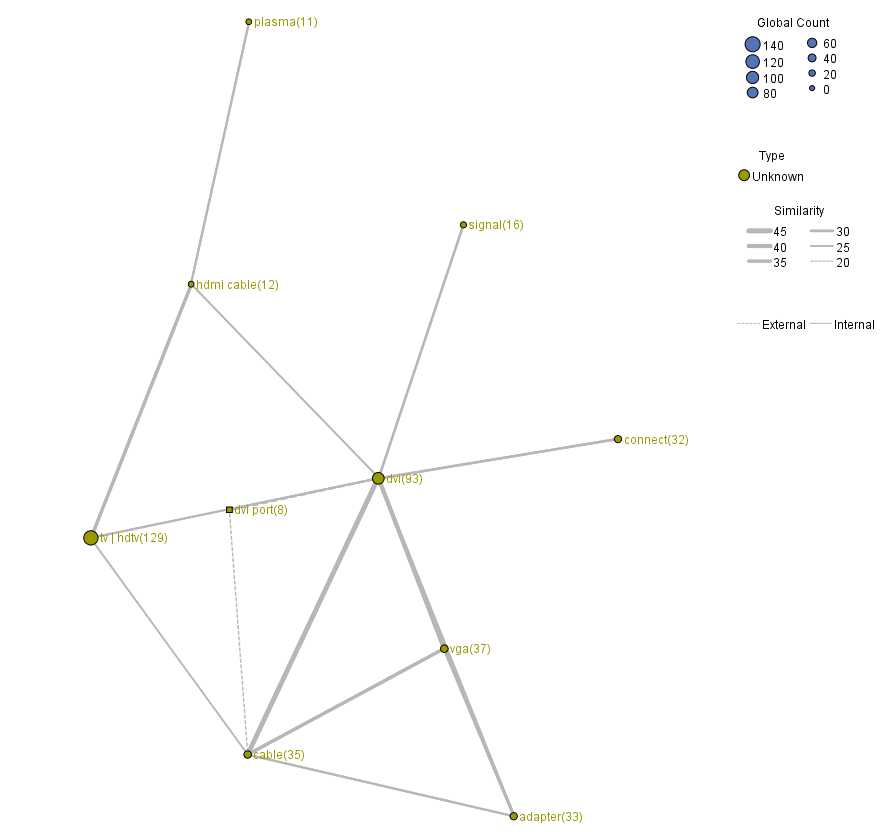 plasma(11)
Global Count
140 60
120 40
100 20
80 0
Type
Unknown
Similarity
45 30
40 25
35 20
External Internal
signal(16)
hdmi cable(12)
connect(32)
dvi(93)
dvi port(8)
tv | hdtv(129)
vga(37)
cable(35)
adapter(33)